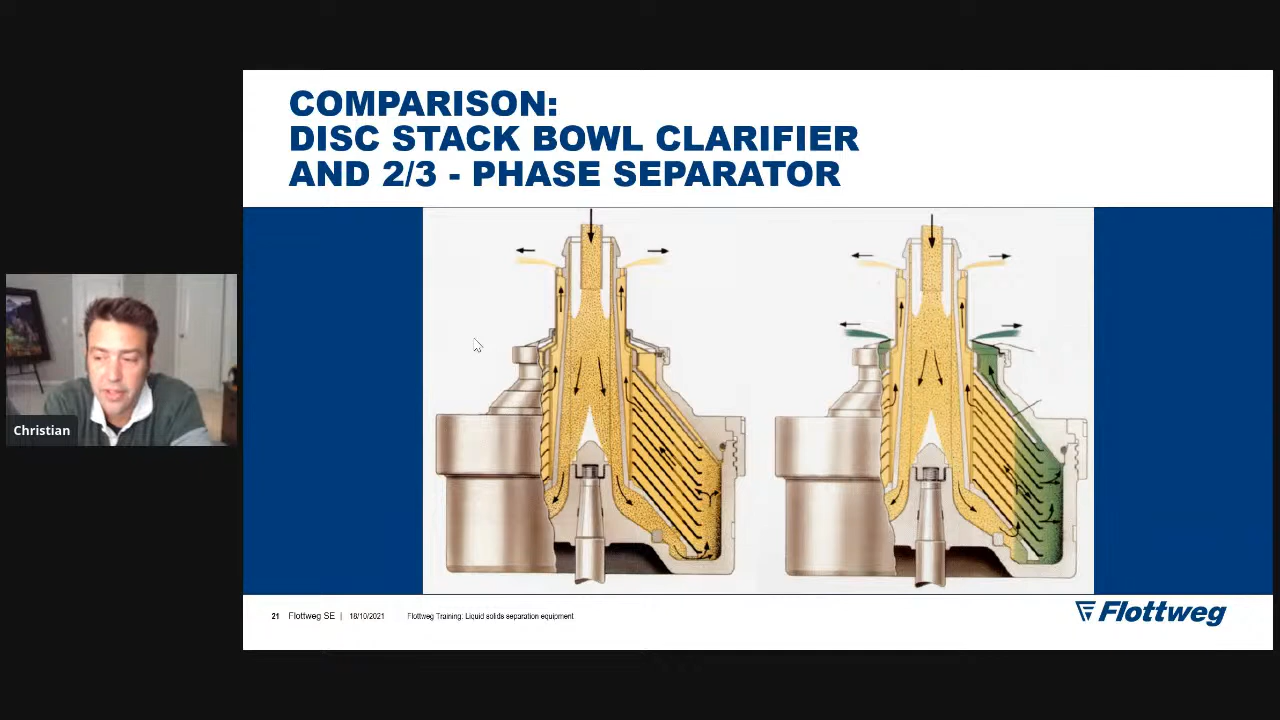 COMPARISON:
DISC STACK BOWL CLARIFIER
AND 2/3 - PHASE SEPARATOR
Christian
21 Flottweg SE | 18/10/2021 Flottweg Training: Liquid solids separation equipment
Flottweg